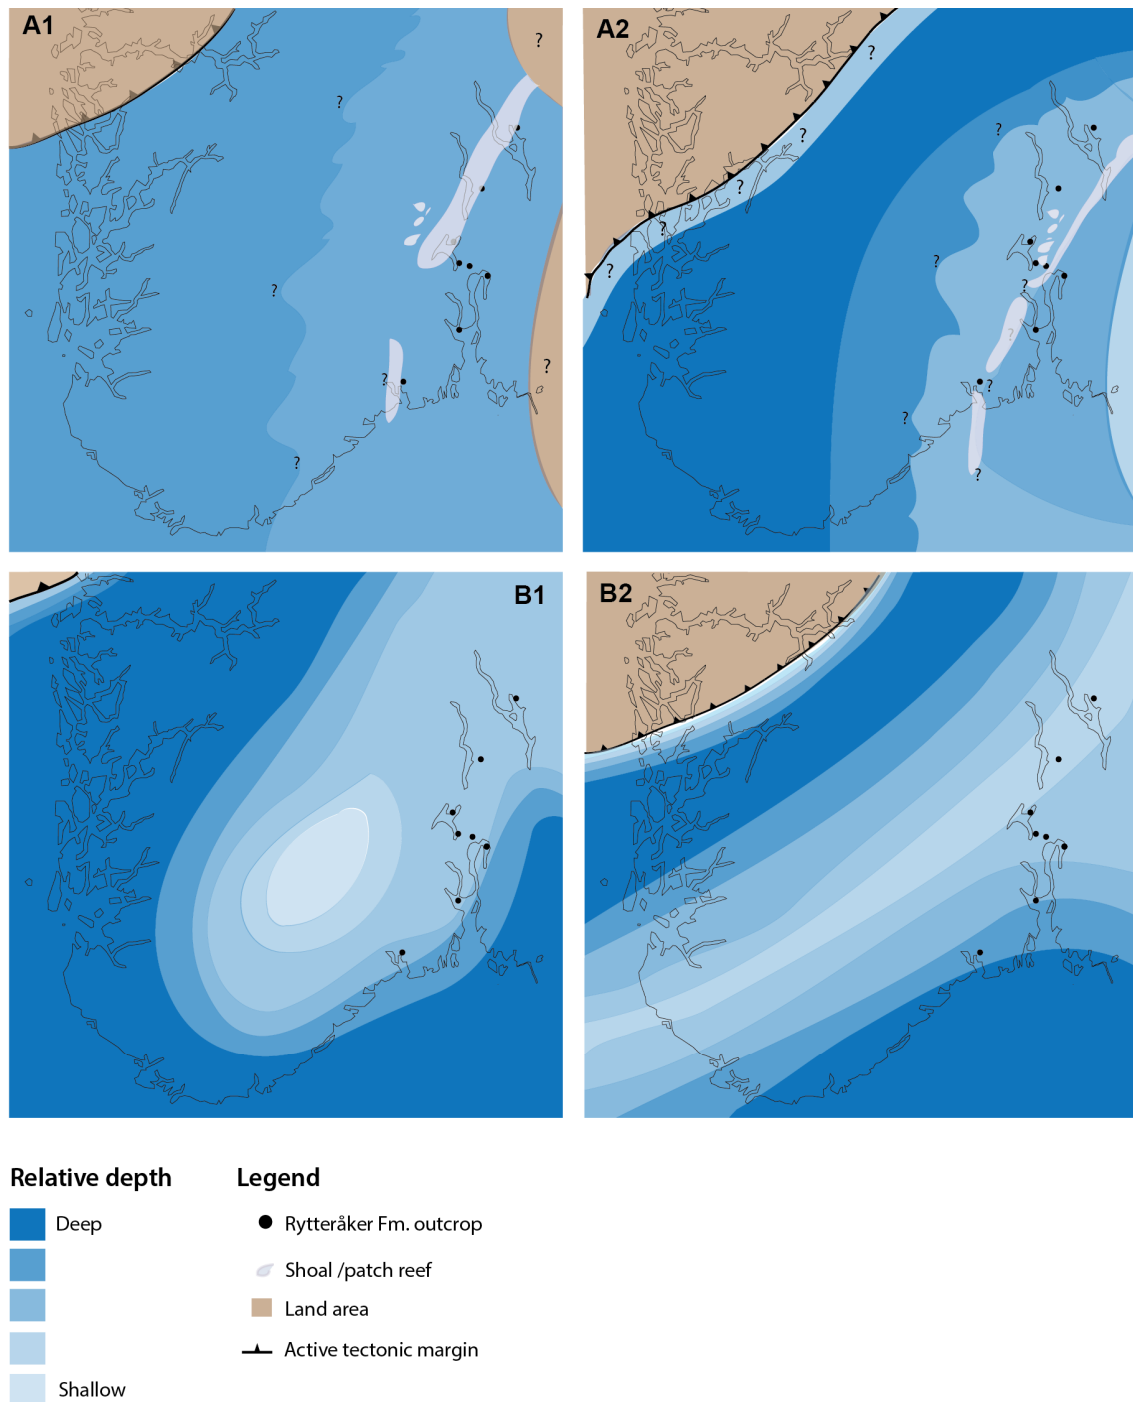 A1
?
?
?
?
?
?
A2
?
?
?
?
?
?
?
?
?
?
?
?
B1
B2
Relative depth
Deep
Shallow
Legend
Rytteråker Fm. outcrop
Shoal /patch reef
Land area
Active tectonic margin